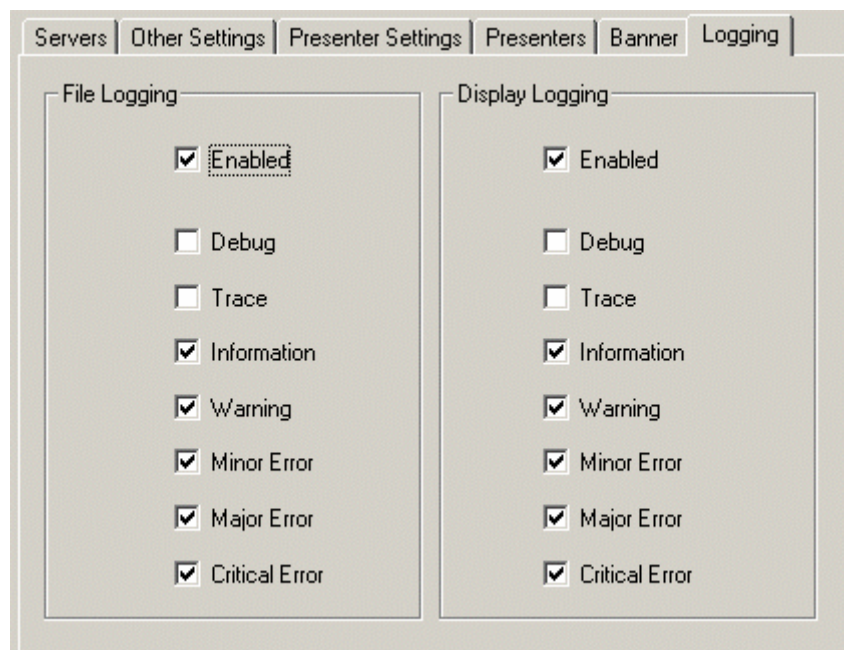 Servers Other Settings Presenter Settings Presenters Banner Logging
File Logging
Enabled
Debug
Trace
Information
Warning
Minor Error
Major Error
Critical Error
Display Logging
Enabled
Debug
Trace
Information
Warning
Minor Error
Major Error
Critical Error